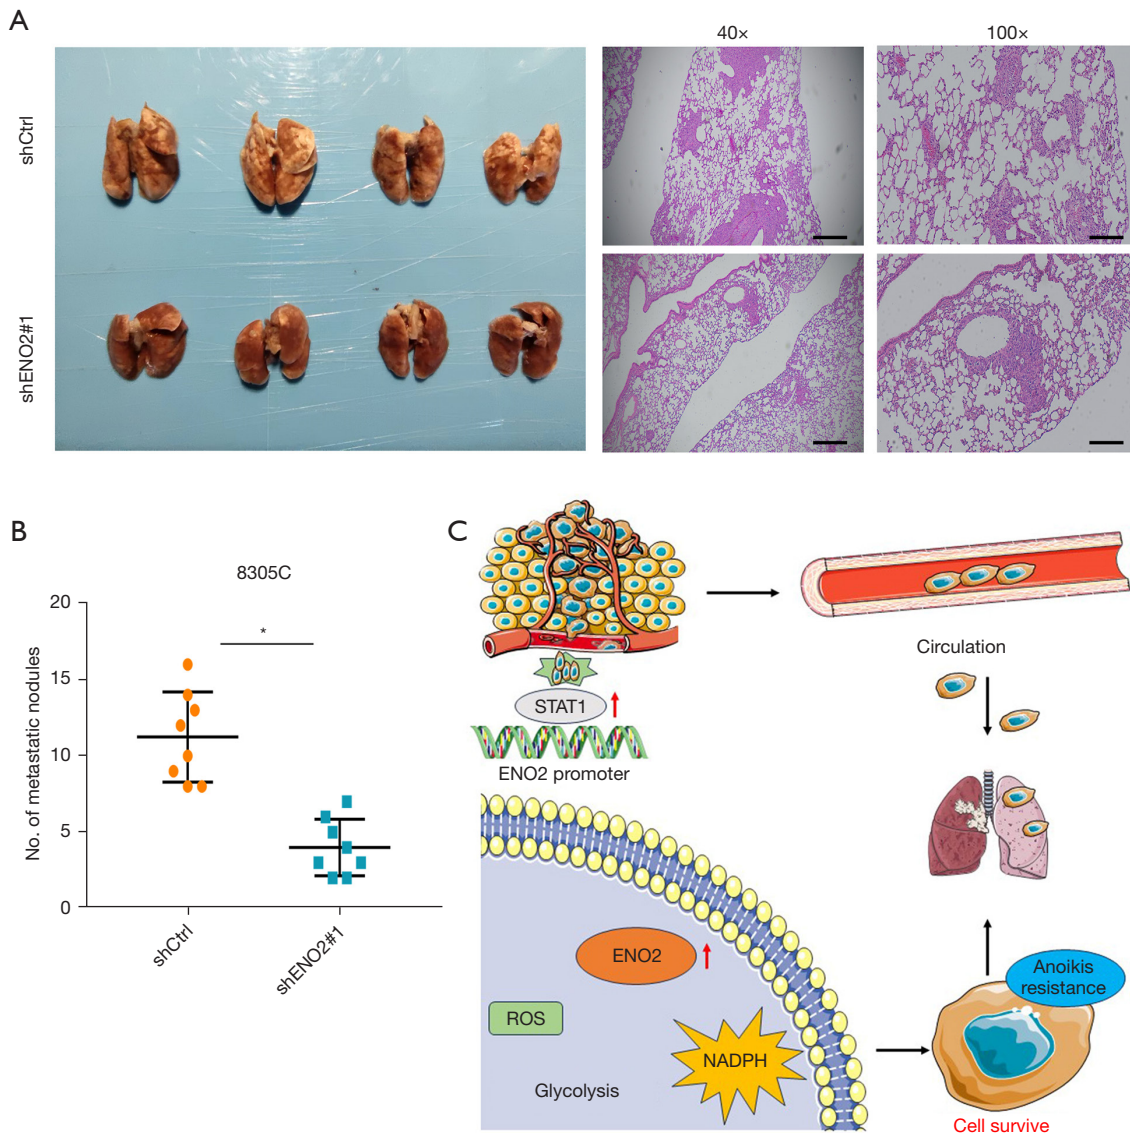 A
40×
100×
shCtrl
shENO2#1
B
8305C
No. of metastatic nodules
20
15
10
5
0
*
shCtrl
shENO2#1
C
STAT1
ENO2 promoter
Circulation
ENO2
ROS
NADPH
Glycolysis
Anoikis
resistance
Cell survive